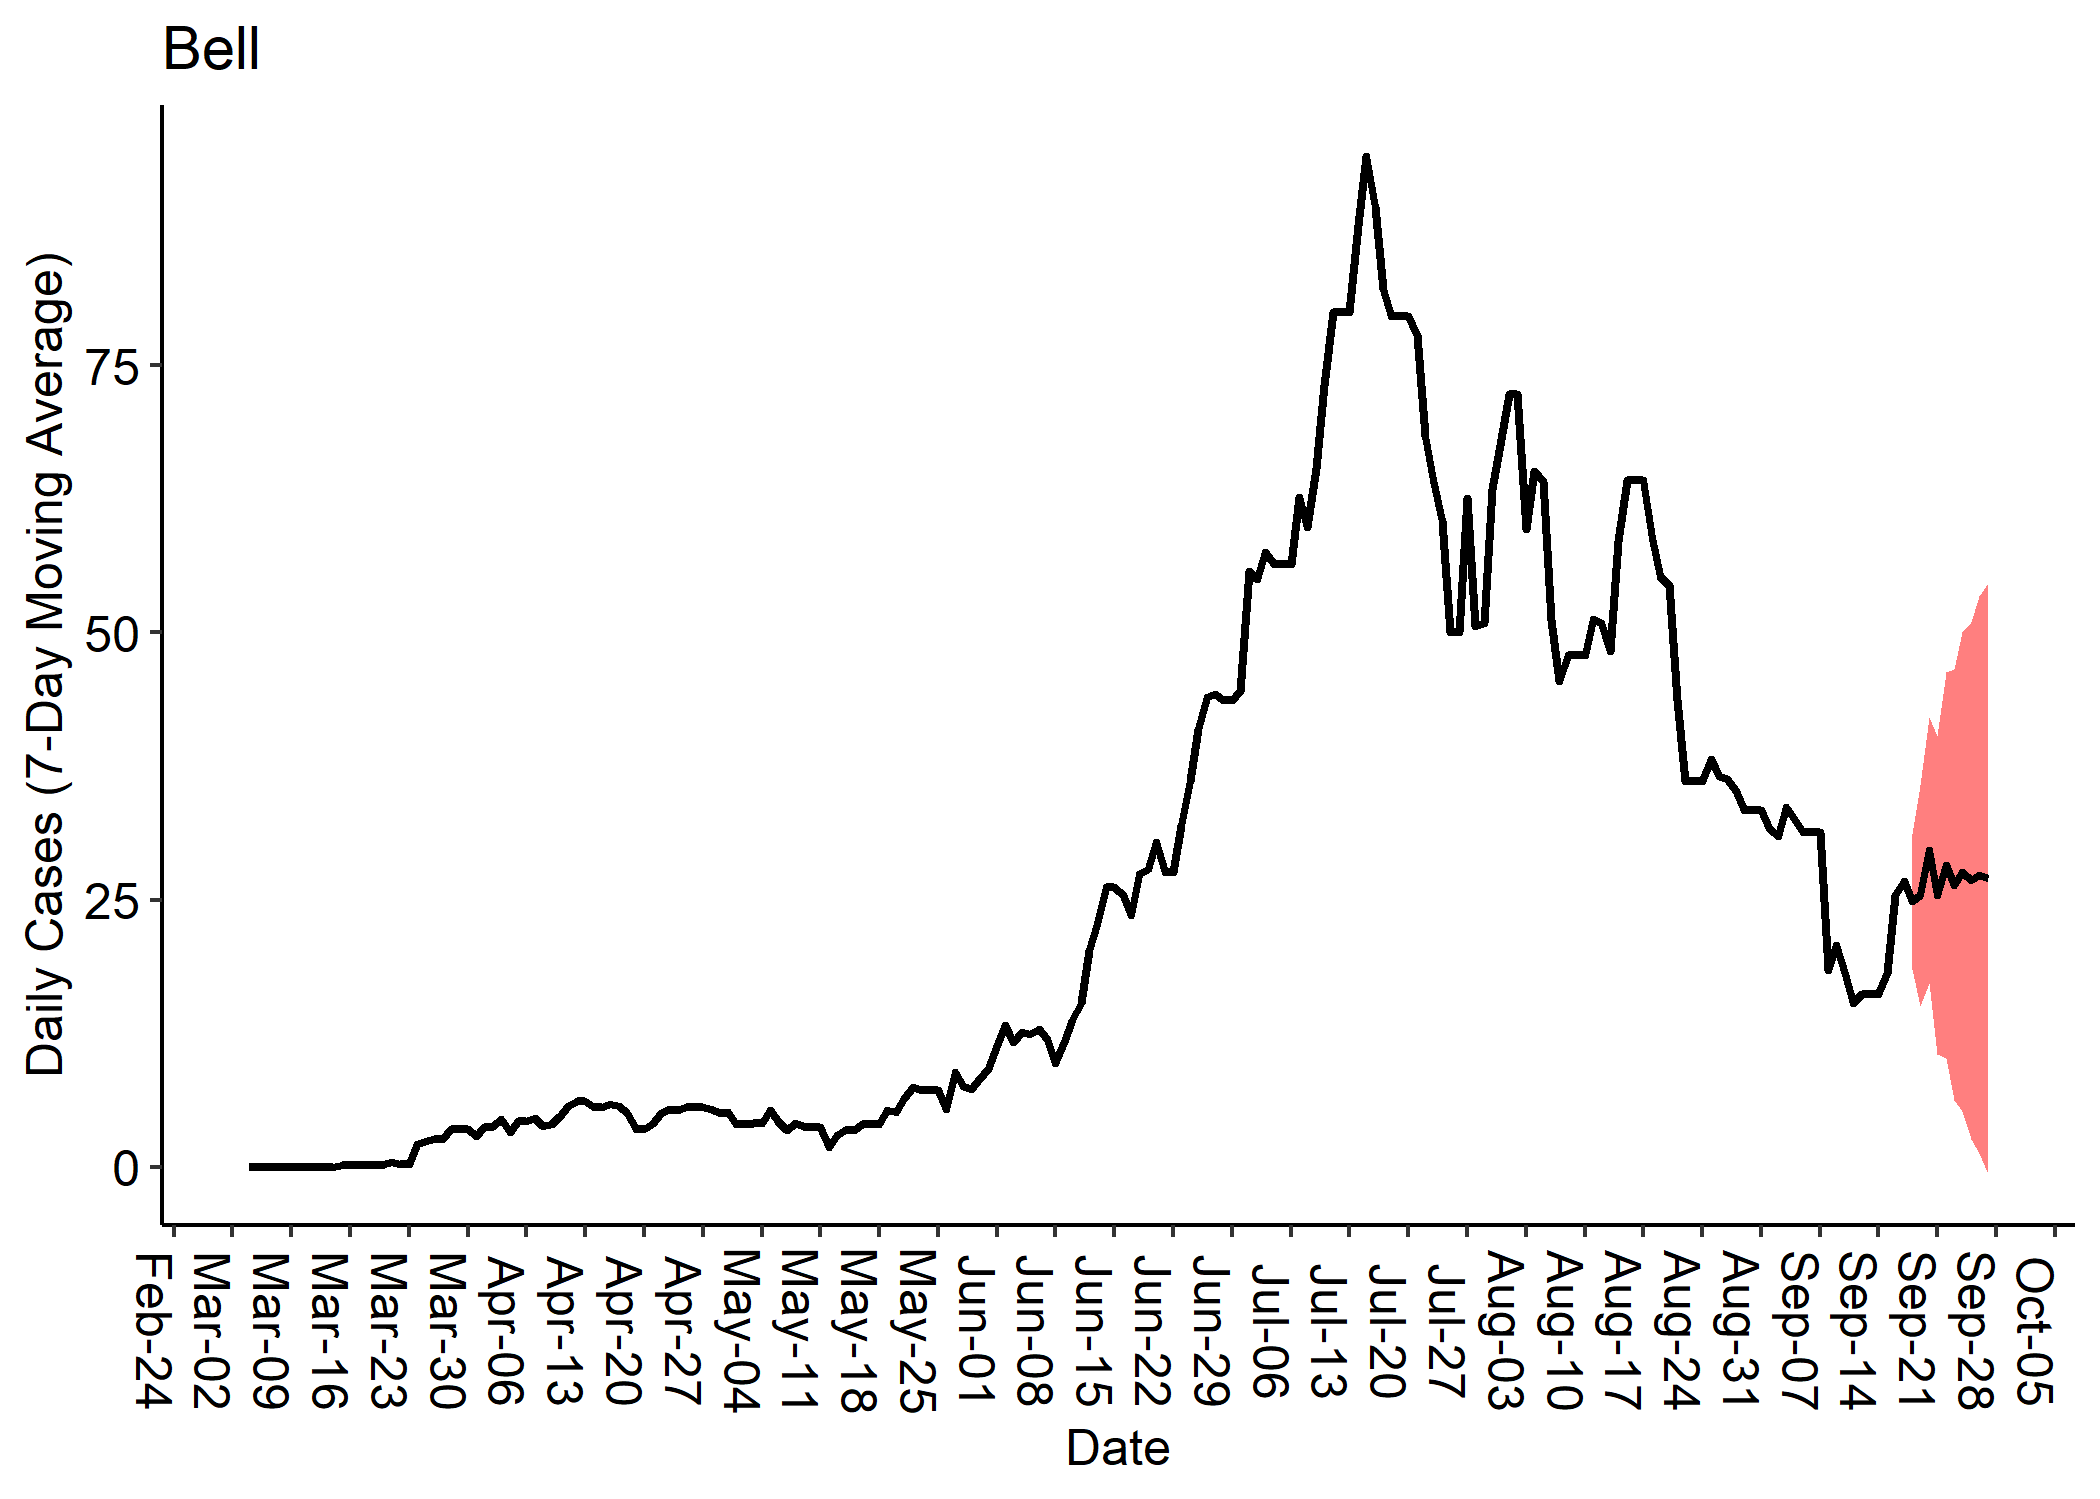 Bell
Daily Cases (7-Day Moving Average)
75
50
25
0
Feb-24
Mar-02
Mar-09
Mar-16
Mar-23
Mar-30
Apr-06
Apr-13
Apr-20
Apr-27
May-04
May-11
May-18
May-25
Jun-01
Jun-08
Jun-15
Jun-22
Jun-29
Jul-06
Jul-13
Jul-20
Jul-27
Aug-03
Aug-10
Aug-17
Aug-24
Aug-31
Sep-07
Sep-14
Sep-21
Sep-28
Oct-05
Date